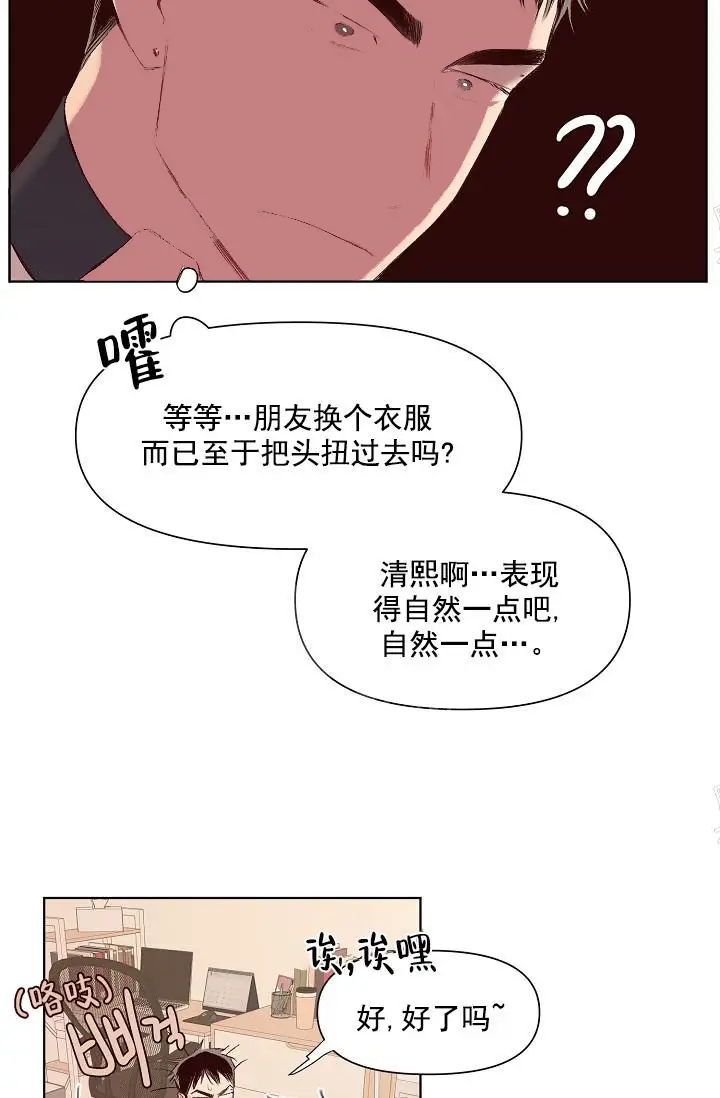 ??
嚯
等等…朋友换个衣服
而已至于把头扭过去吗?
清熙啊…表现
得自然一点吧,
自然一点…。
诶,诶嘿
好,好了吗~
(咯吱)
삐걱